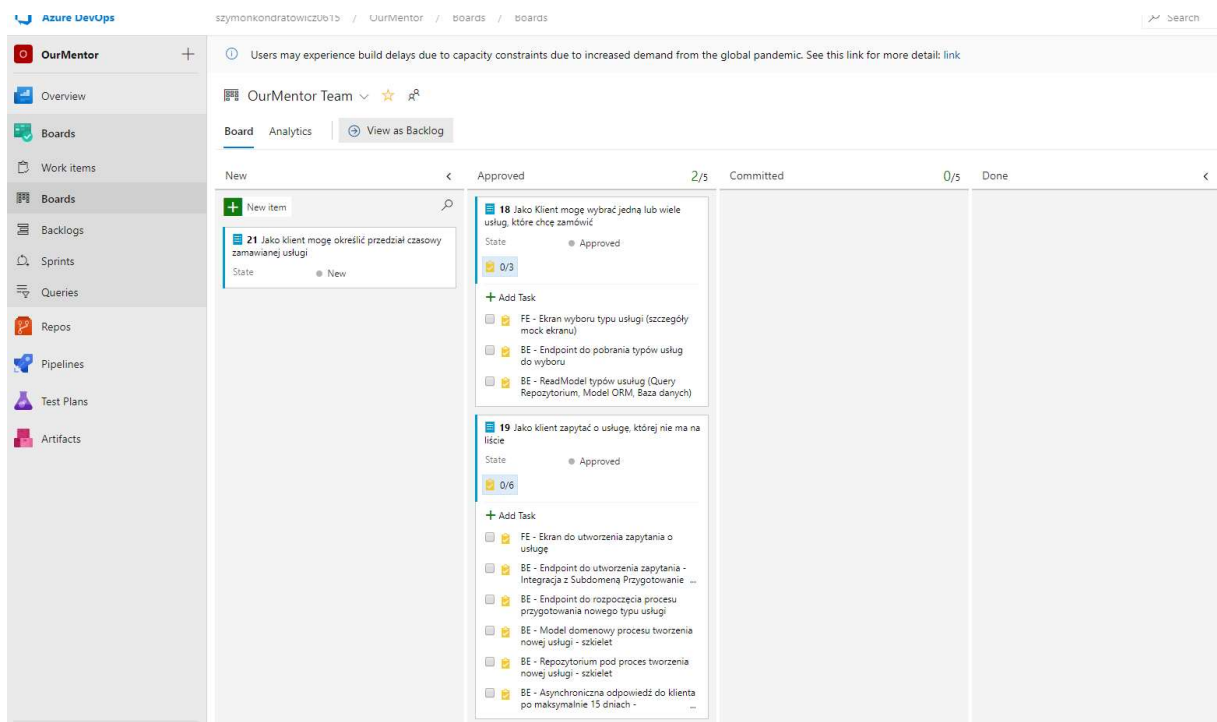 Azure DevOps
szymonkondratowicz0615 / OurMentor / Boards / Boards
Search
O OurMentor
Users may experience build delays due to capacity constraints due to increased demand from the global pandemic. See this link for more detail: link
Overview
OurMentor Team
Boards
Board Analytics View as Backlog
Work items
New
Approved 2/5
Committed 0/5
Done
Boards
Backlogs
Sprints
Queries
Repos
Pipelines
Test Plans
Artifacts
New item
21 Jako klient mogę określić przedział czasowy
zamawianej usługi
State New
18 Jako Klient mogę wybrać jedną lub wiele
usług, które chcę zamówić
State Approved
0/3
Add Task
FE - Ekran wyboru typu usługi (szczegóły
mock ekranu)
BE - Endpoint do pobrania typów usług
do wyboru
BE - ReadModel typów usuług (Query
Repozytorium, Model ORM, Baza danych)
19 Jako klient zapytać o usługę, której nie ma na
liście
State Approved
0/6
Add Task
FE - Ekran do utworzenia zapytania o
usługę
BE - Endpoint do utworzenia zapytania -
Integracja z Subdomeną Przygotowanie ...
BE - Endpoint do rozpoczęcia procesu
przygotowania nowego typu usługi
BE - Model domenowy procesu tworzenia
nowej usługi - szkielet
BE - Repozytorium pod proces tworzenia
nowej usługi - szkielet
BE - Asynchroniczna odpowiedź do klienta
po maksymalnie 15 dniach - ...